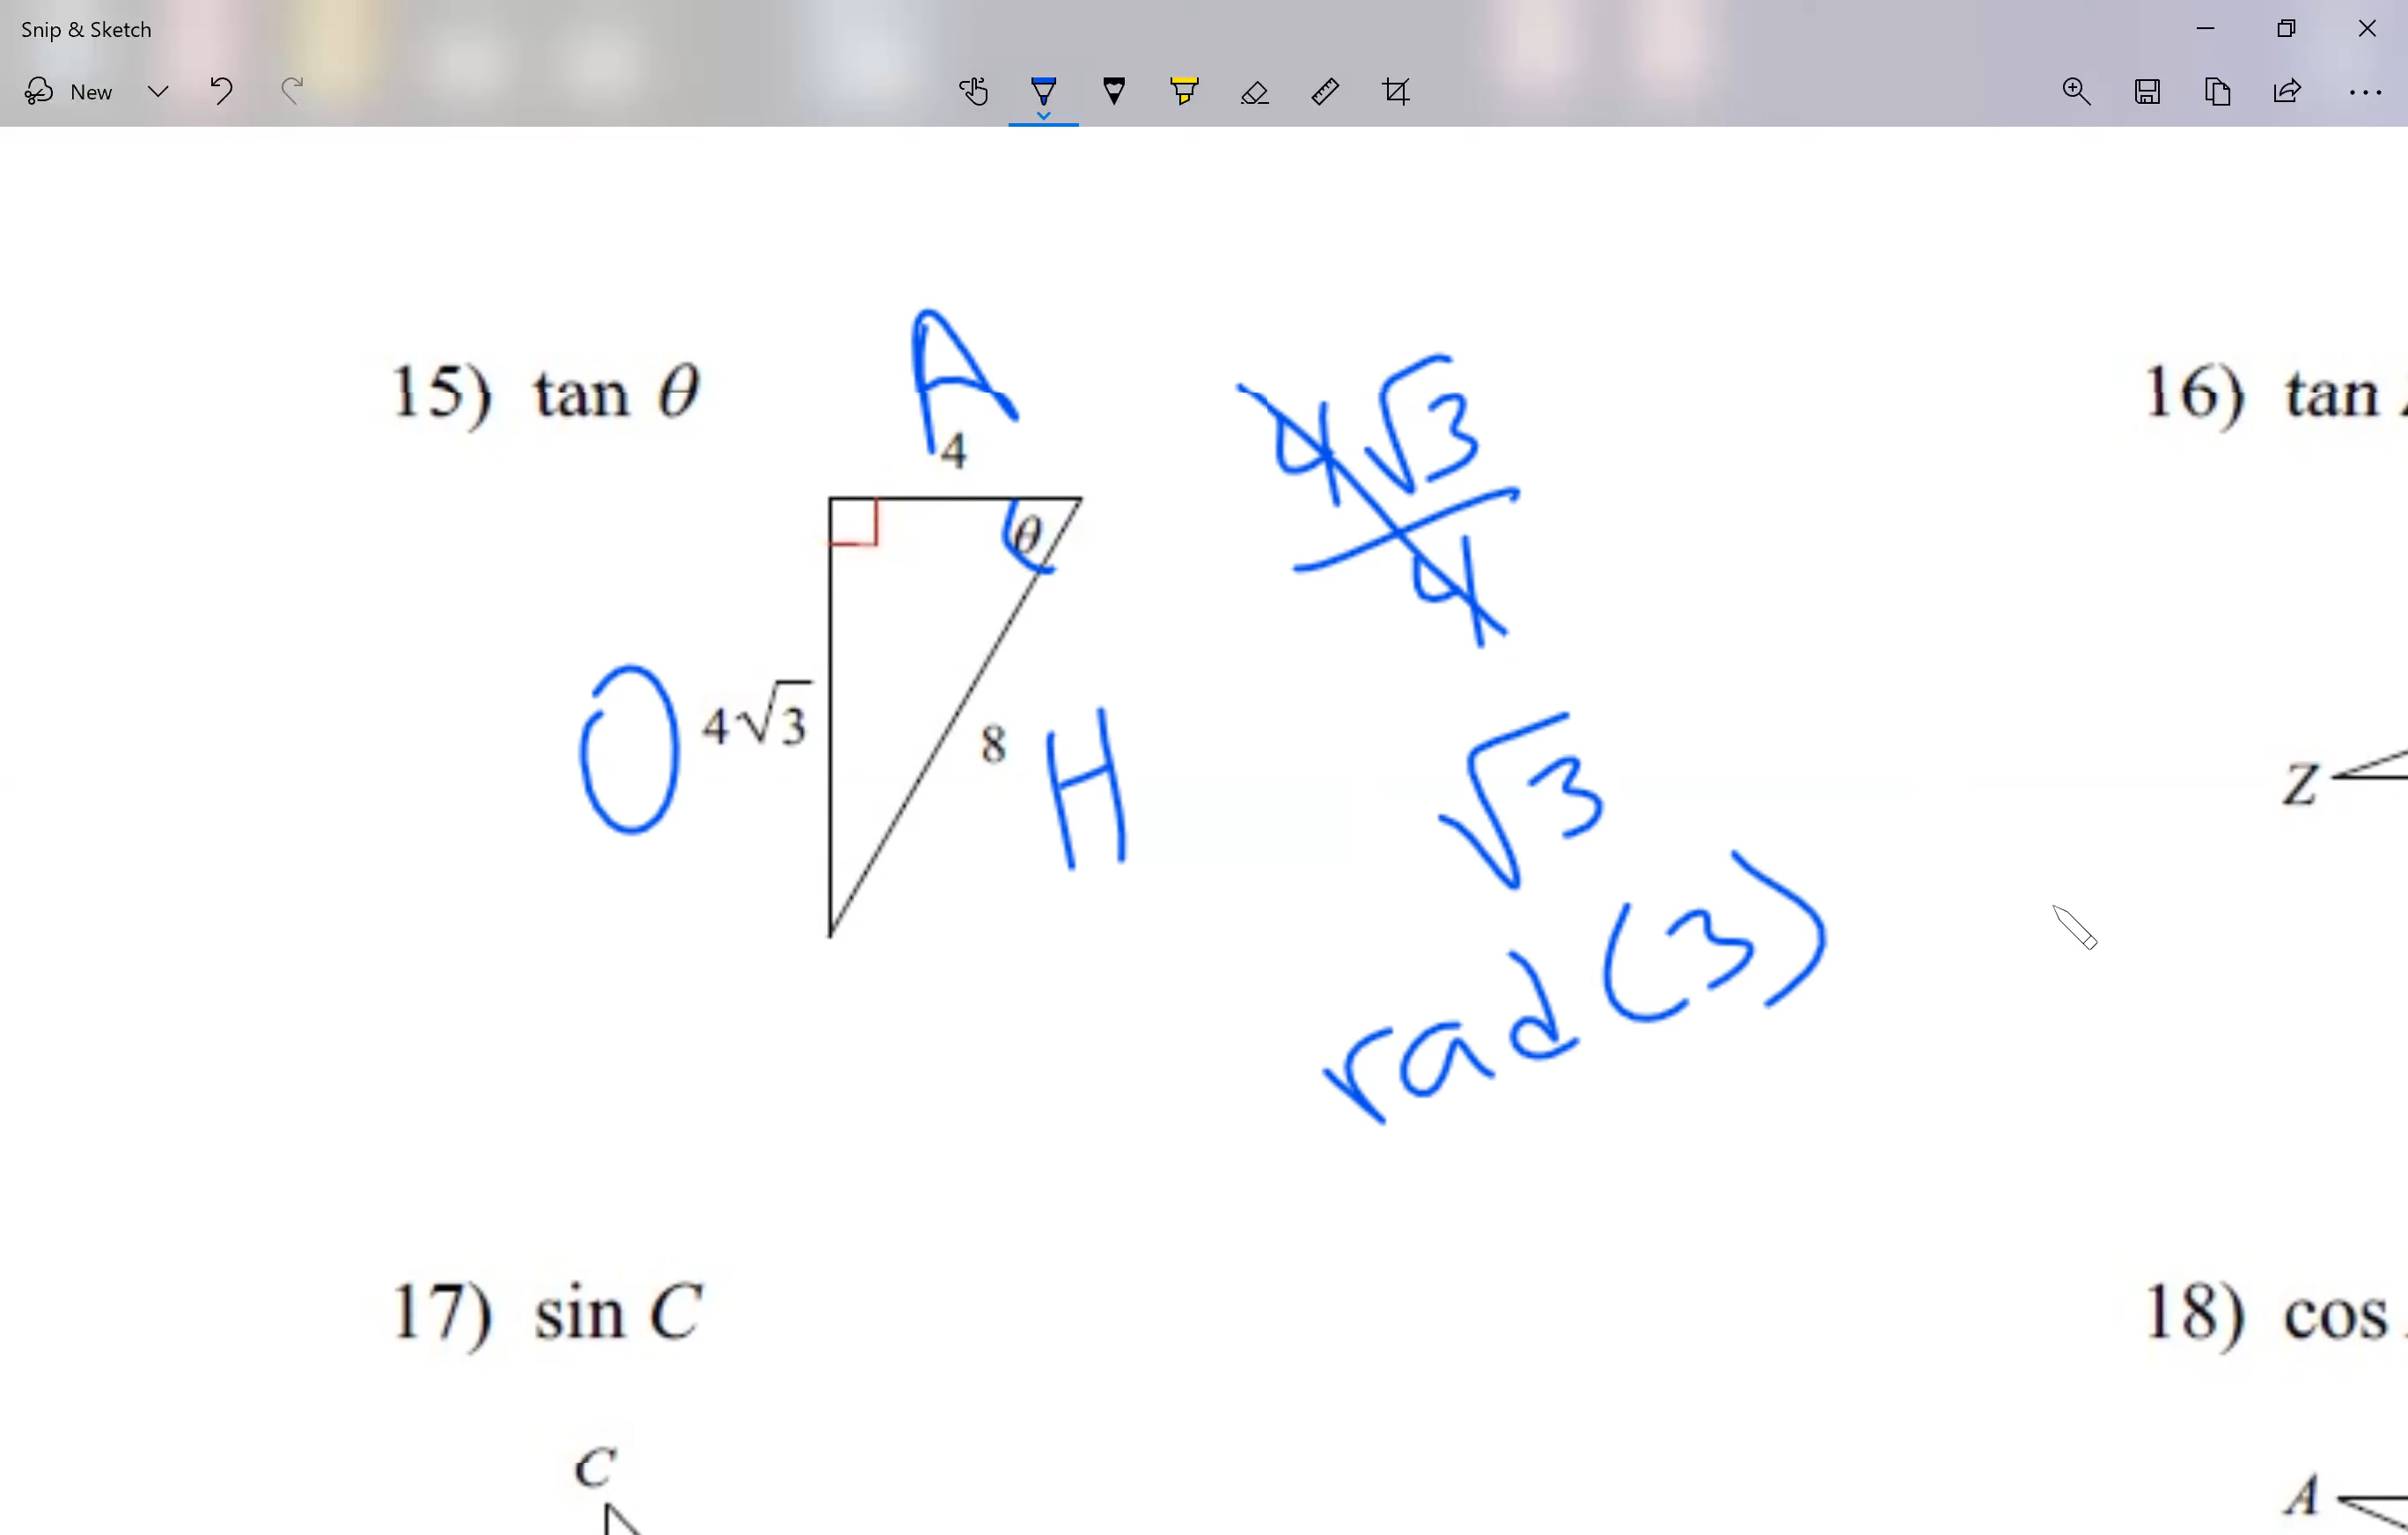 Snip & Sketch
New
15) tan θ
A
4
θ
O
4√3
8
H
4√3
4
√3
rad(3)
16) tan
Z
17) sin C
C
18) cos
A